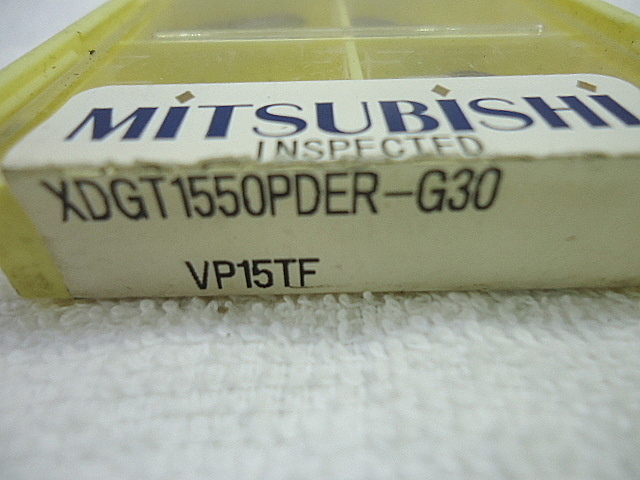 MITSUBISHI
INSPECTED
XDGT1550PDER-G30
VP15TF